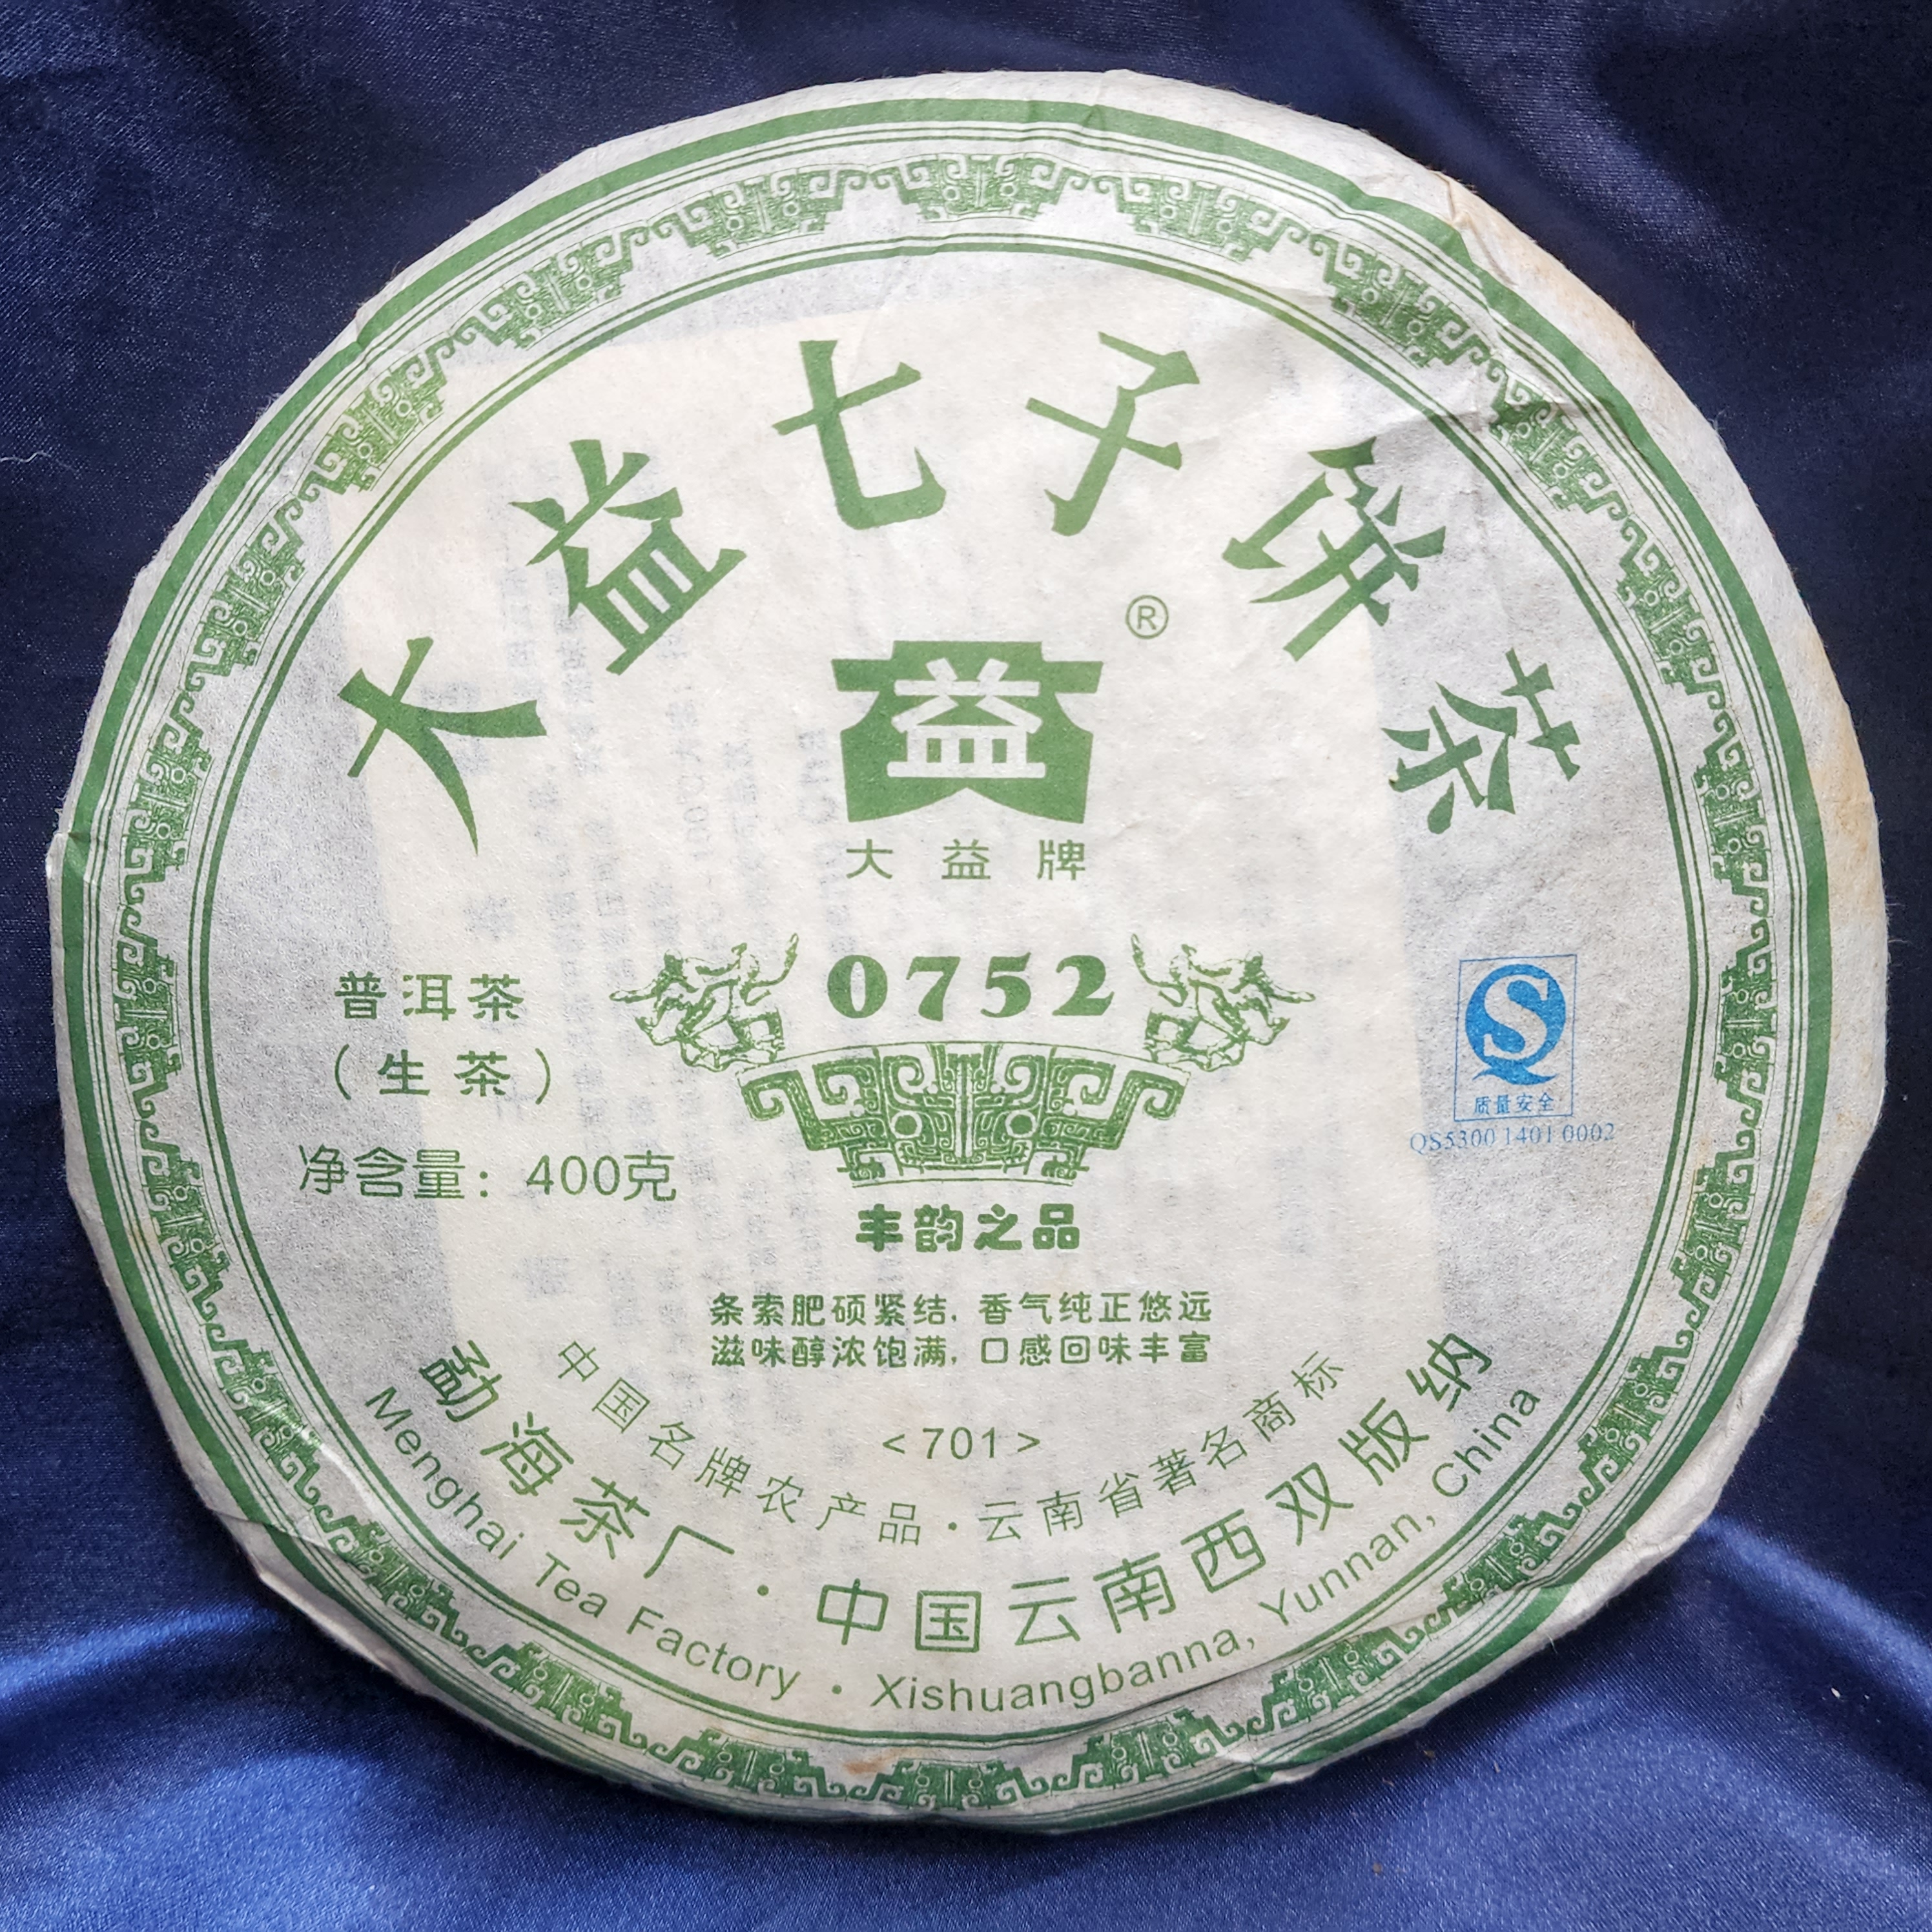 大益七子饼茶
益
®
大益牌
0752
普洱茶
（生茶）
净含量：400克
质量安全
QS5300 1401 0002
丰韵之品
条索肥硕紧结，香气纯正悠远
滋味醇浓饱满，口感回味丰富
<701>
中国名牌农产品·云南省著名商标
勐海茶厂·中国云南西双版纳
Menghai Tea Factory · Xishuangbanna, Yunnan, China